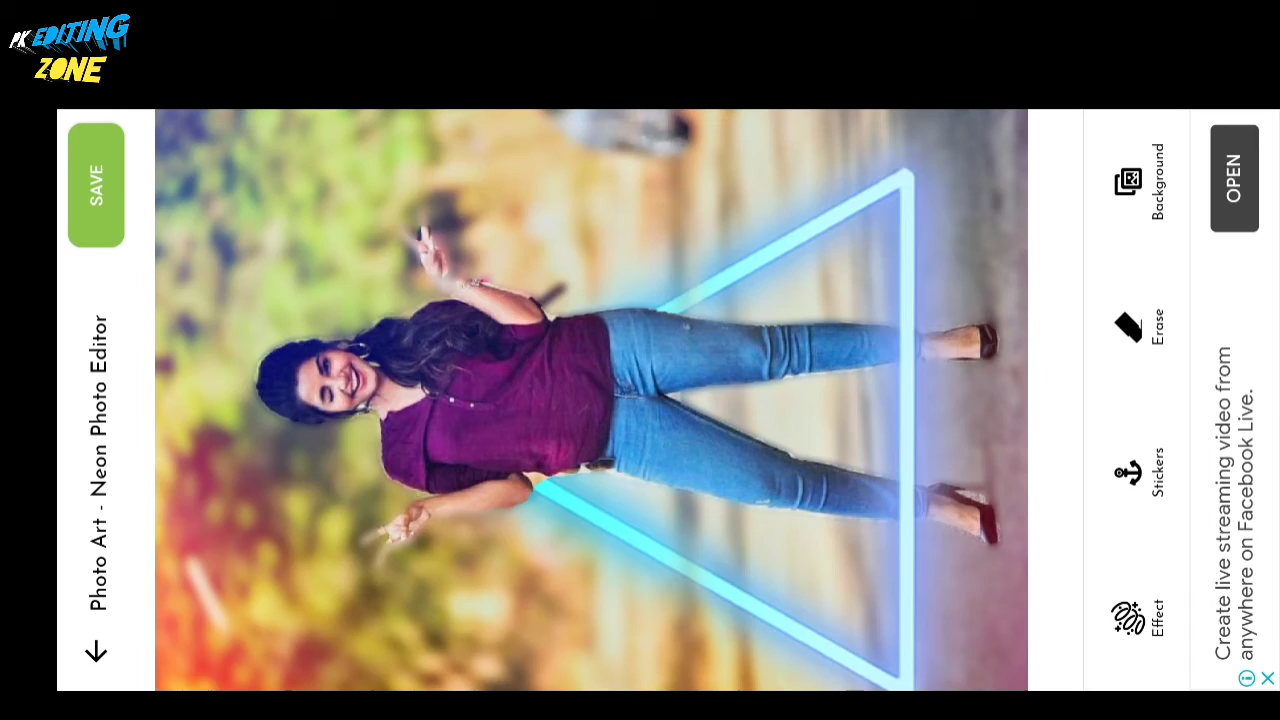 PK EDITING
ZONE
Photo Art - Neon Photo Editor
SAVE
Effect
Stickers
Erase
Background
Create live streaming video from
anywhere on Facebook Live.
OPEN